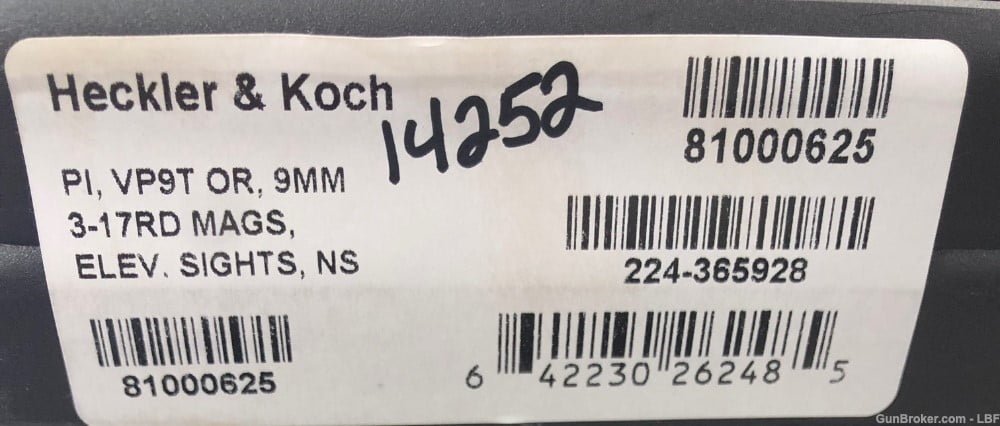 Heckler & Koch
14252
81000625
PI, VP9T OR, 9MM
3-17RD MAGS,
ELEV. SIGHTS, NS
224-365928
81000625
6 42230 26248 5
GunBroker.com - LBF